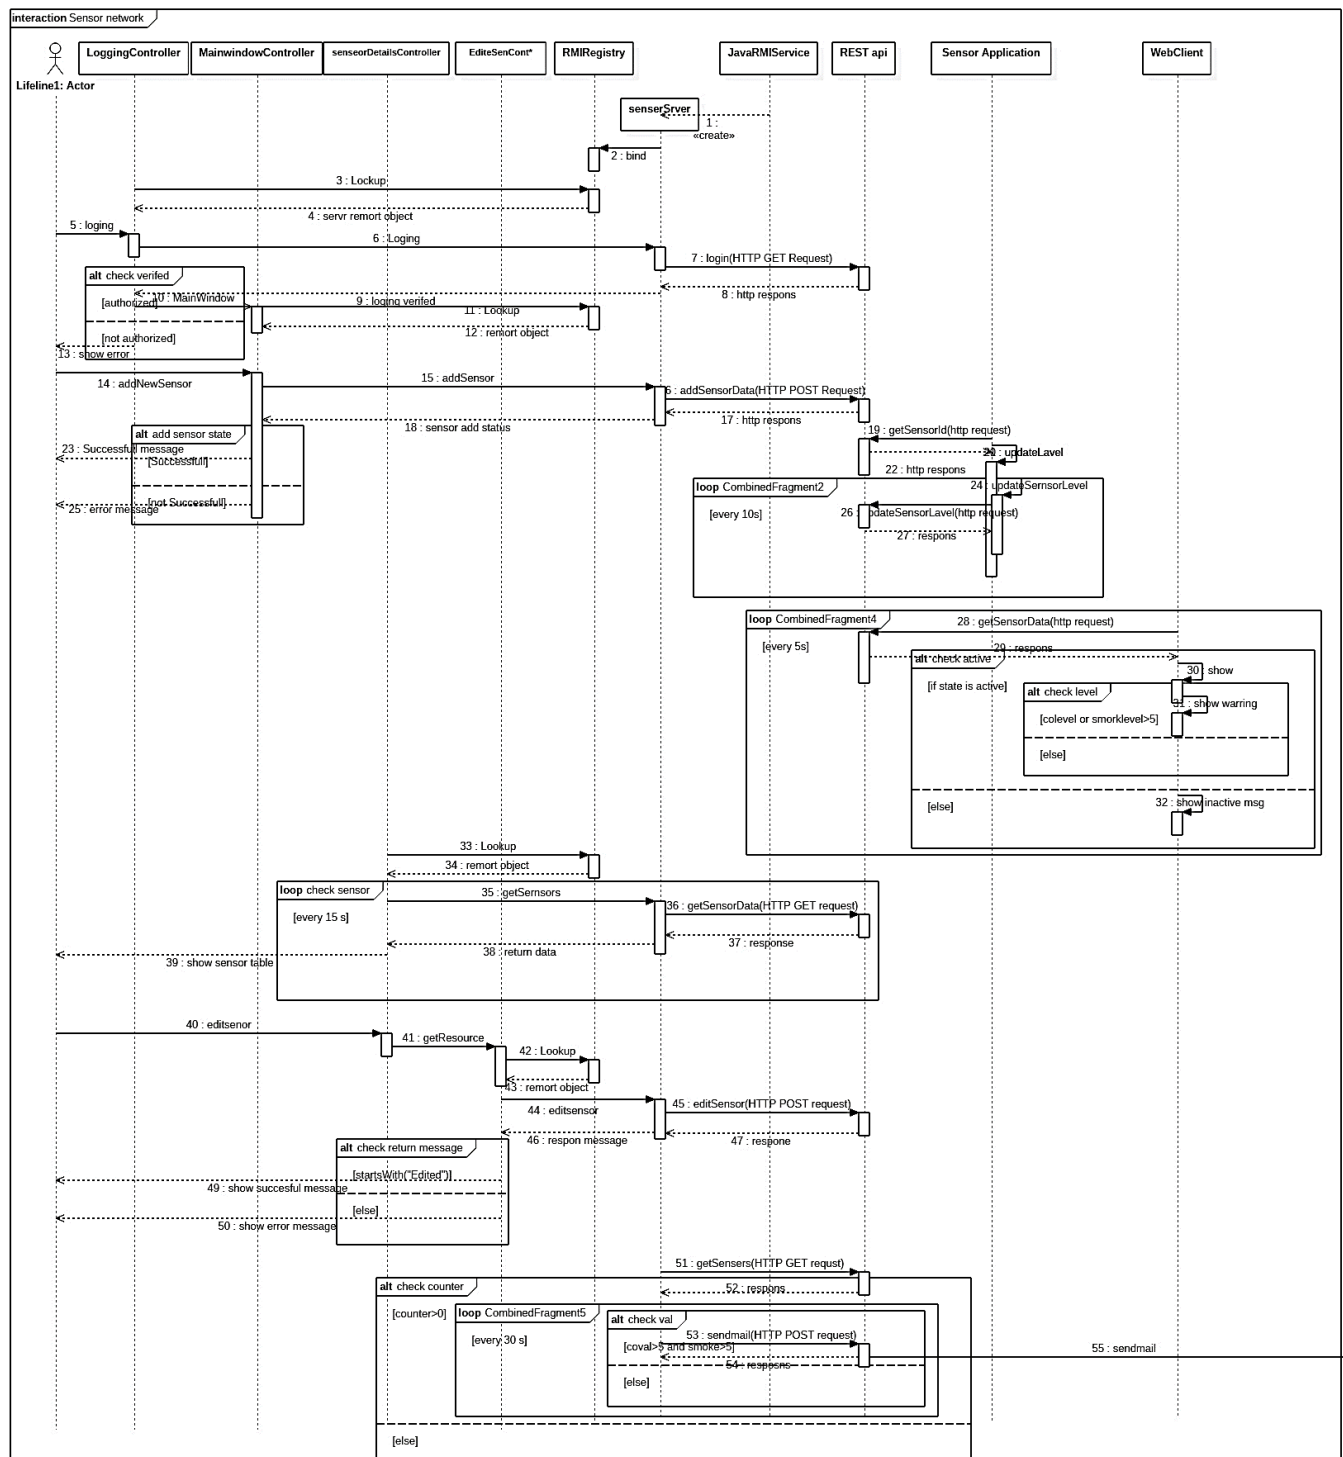 interaction Sensor network
LoggingController
MainwindowController
senseorDetailsController
EditeSenCont*
RMIRegistry
JavaRMIService
REST api
Sensor Application
WebClient
Lifeline1: Actor
senserSrver
1 :
«create»
2 : bind
3 : Lockup
4 : servr remort object
5 : loging
6 : Loging
7 : login(HTTP GET Request)
8 : http respons
alt check verifed
[authorized]
10 : MainWindow
9 : loging verifed
11 : Lookup
12 : remort object
[not authorized]
13 : show error
14 : addNewSensor
15 : addSensor
6 : addSensorData(HTTP POST Request)
17 : http respons
18 : sensor add status
19 : getSensorId(http request)
alt add sensor state
23 : Successfull message
[Successfull]
updateLavel
22 : http respons
24 : updateSernsorLevel
loop CombinedFragment2
[every 10s]
[not Successfull]
25 : error message
26 : updateSensorLavel(http request)
27 : respons
loop CombinedFragment4
28 : getSensorData(http request)
[every 5s]
29 : respons
alt check active
30 : show
[if state is active]
alt check level
31 : show warring
[colevel or smorklevel>5]
[else]
[else]
32 : show inactive msg
33 : Lookup
34 : remort object
loop check sensor
35 : getSernsors
[every 15 s]
36 : getSensorData(HTTP GET request)
37 : response
38 : return data
39 : show sensor table
40 : editsenor
41 : getResource
42 : Lookup
43 : remort object
44 : editsensor
45 : editSensor(HTTP POST request)
46 : respon message
47 : respone
alt check return message
[startsWith("Edited")]
49 : show succesful message
[else]
50 : show error message
51 : getSensers(HTTP GET requst)
52 : respons
alt check counter
[counter>0]
loop CombinedFragment5
[every 30 s]
alt check val
53 : sendmail(HTTP POST request)
[coval>5 and smoke>5]
54 : resposns
55 : sendmail
[else]
[else]